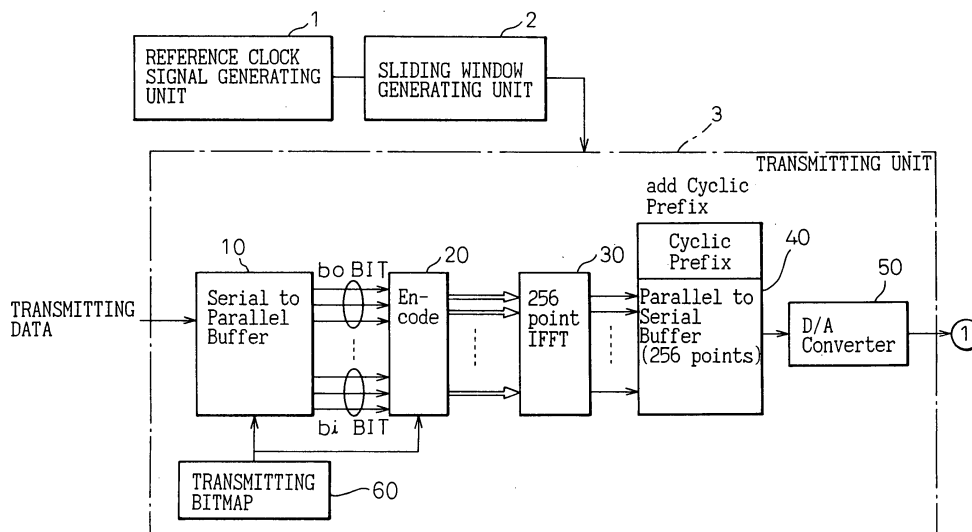 1
2
REFERENCE CLOCK
SIGNAL GENERATING
UNIT
SLIDING WINDOW
GENERATING UNIT
3
TRANSMITTING UNIT
add Cyclic
Prefix
10
bo BIT
20
30
Cyclic
Prefix
40
50
TRANSMITTING
DATA
Serial to
Parallel
Buffer
En-
code
256
point
IFFT
Parallel to
Serial
Buffer
(256 points)
D/A
Converter
1
bi BIT
TRANSMITTING
BITMAP
60